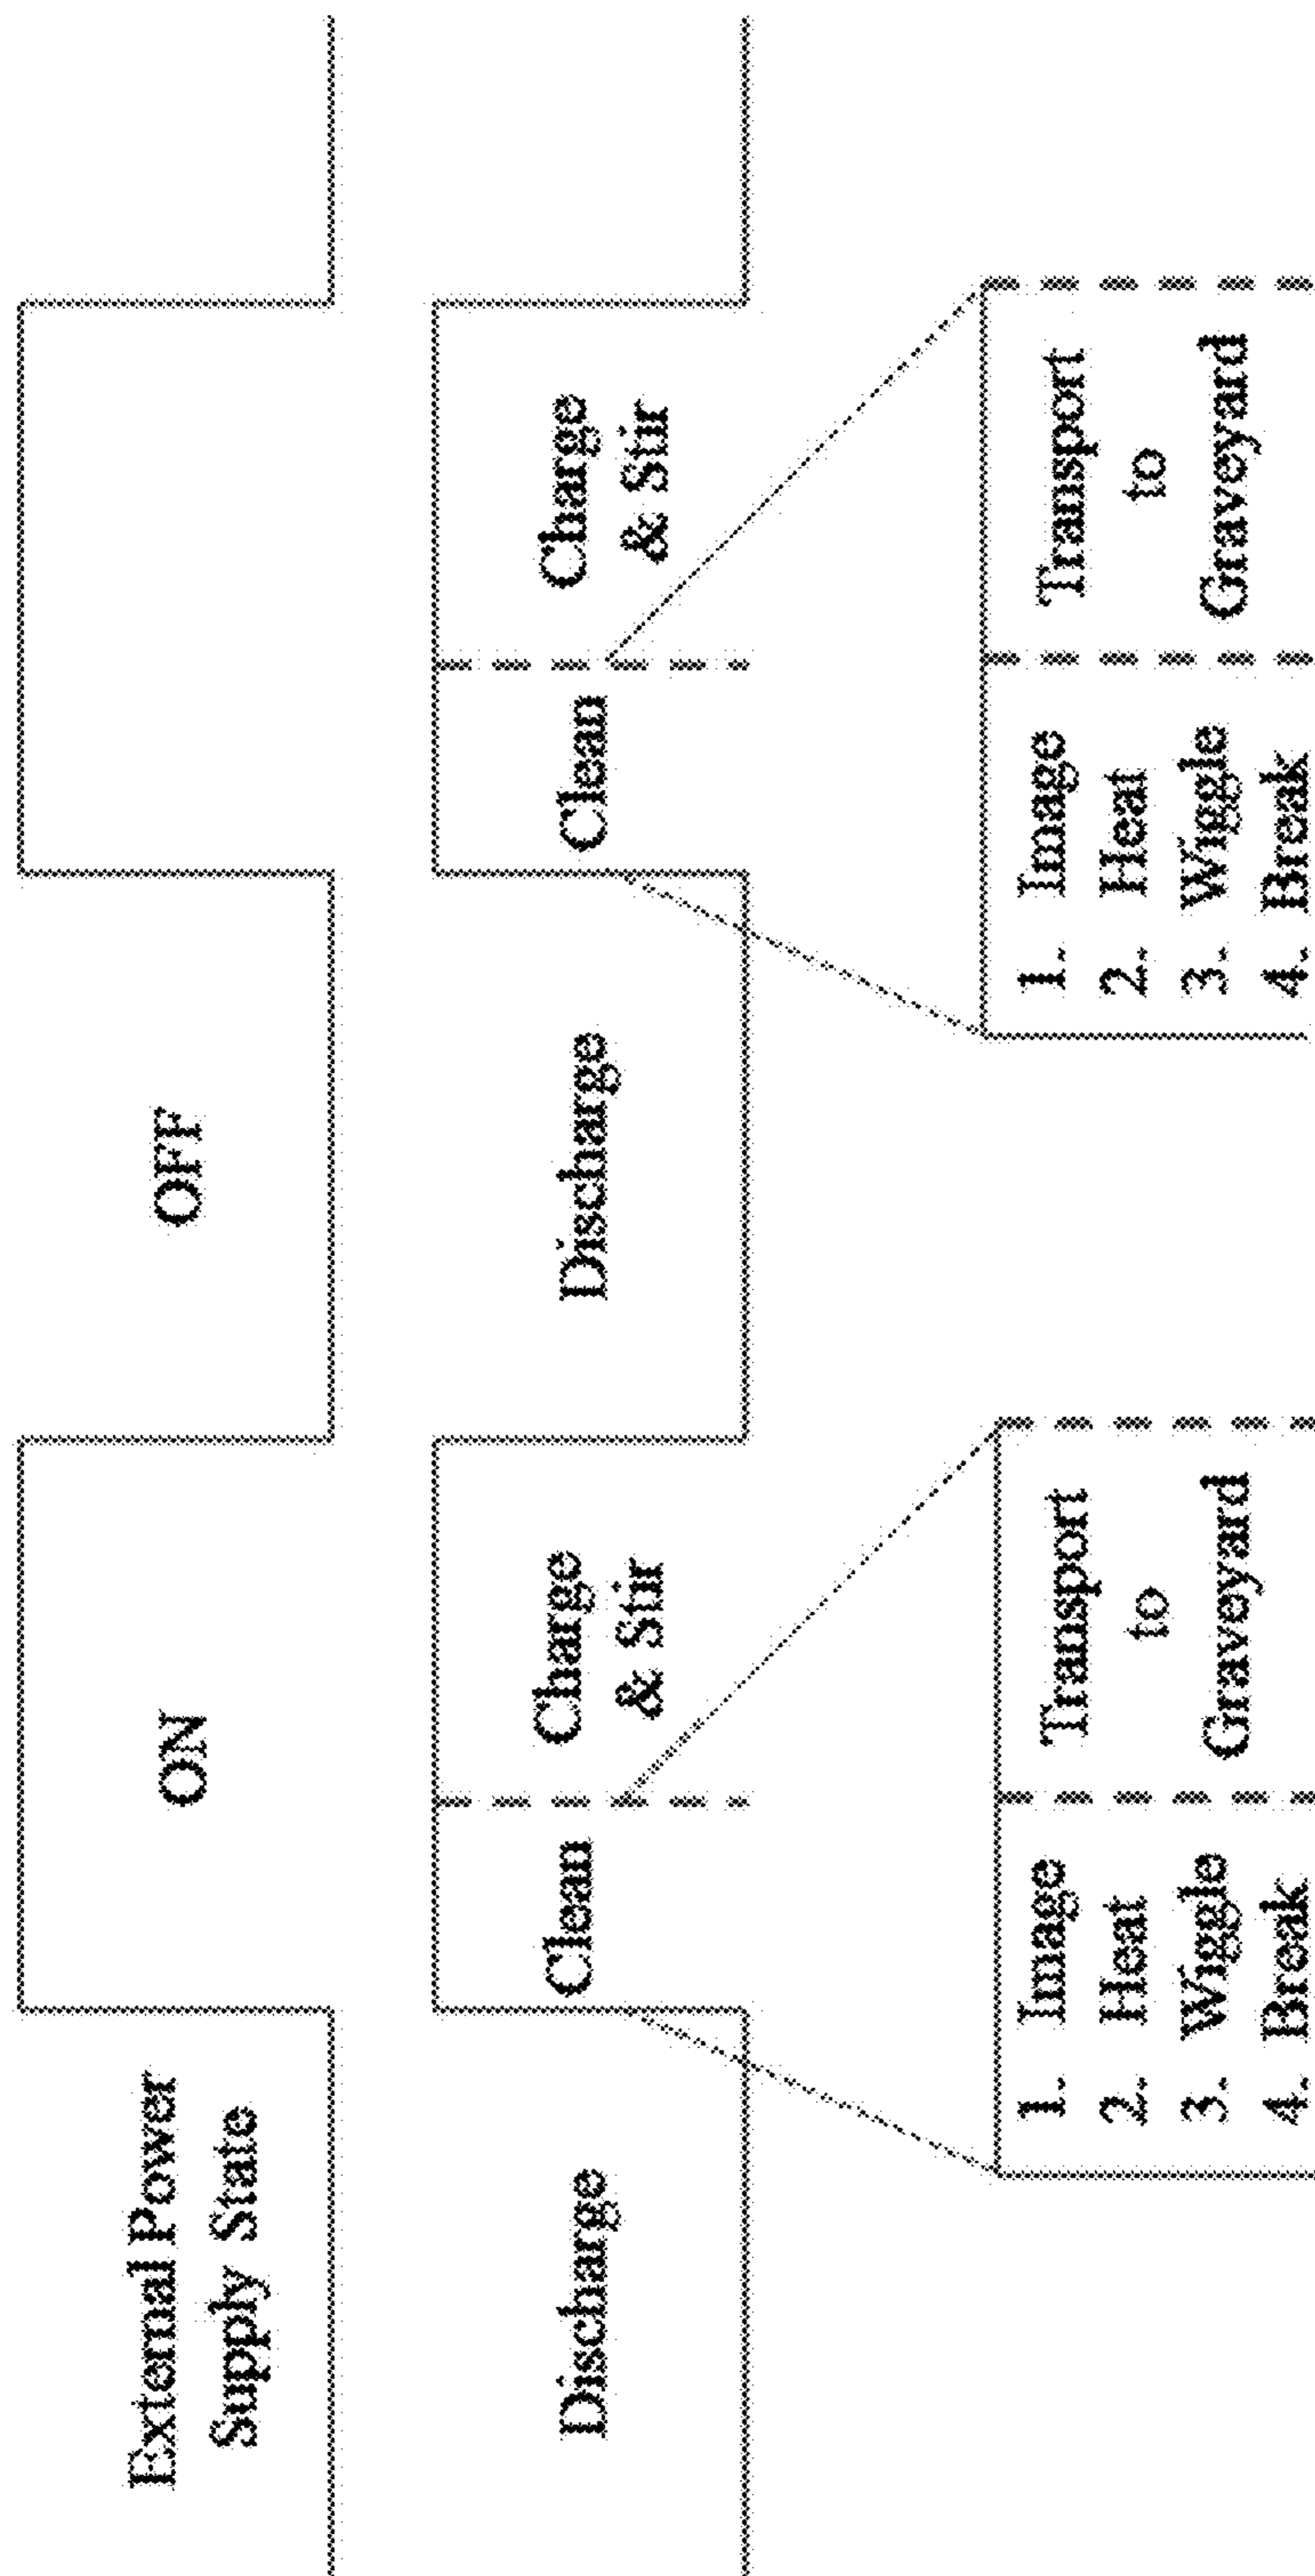 External Power
Supply State
ON
OFF
Discharge
Clean
Charge
& Stir
Discharge
Clean
Charge
& Stir
1. Image
2. Heat
3. Wiggle
4. Break
Transport
to
Graveyard
1. Image
2. Heat
3. Wiggle
4. Break
Transport
to
Graveyard